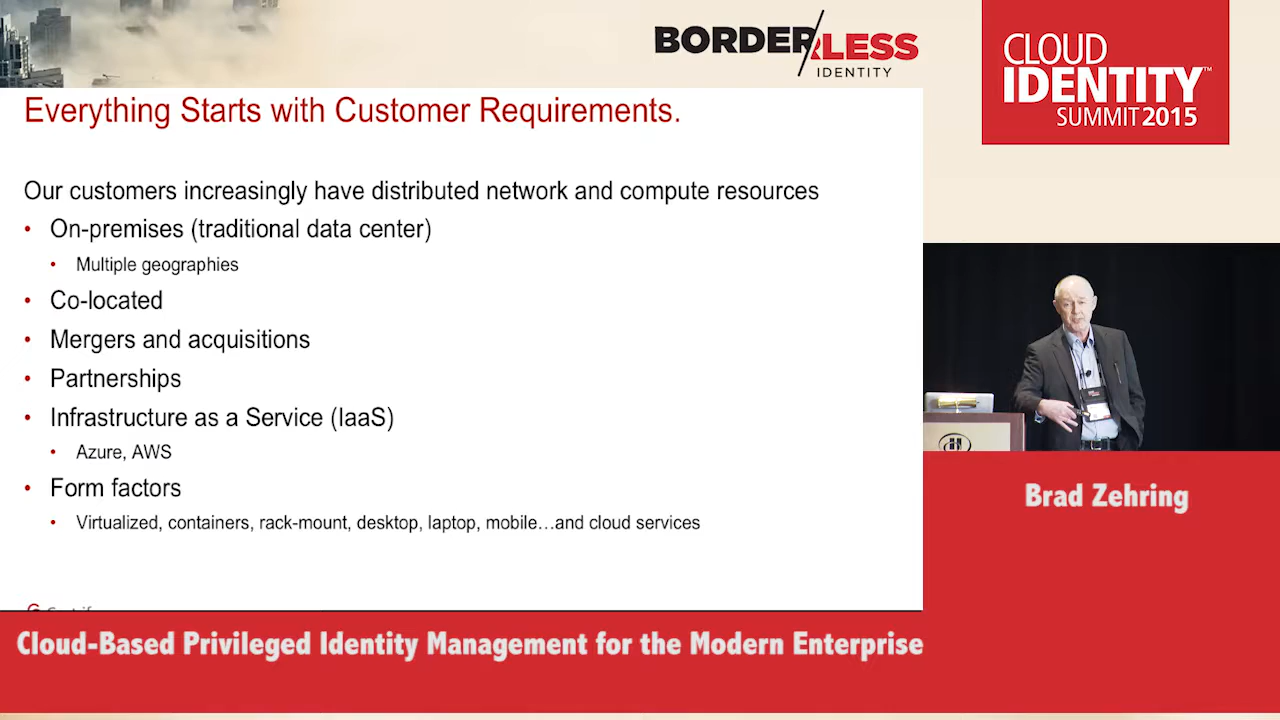 BORDERLESS
IDENTITY
CLOUD
IDENTITY™
SUMMIT 2015
Everything Starts with Customer Requirements.
Our customers increasingly have distributed network and compute resources
• On-premises (traditional data center)
• Multiple geographies
• Co-located
• Mergers and acquisitions
• Partnerships
• Infrastructure as a Service (IaaS)
• Azure, AWS
• Form factors
• Virtualized, containers, rack-mount, desktop, laptop, mobile…and cloud services
Brad Zehring
Cloud-Based Privileged Identity Management for the Modern Enterprise